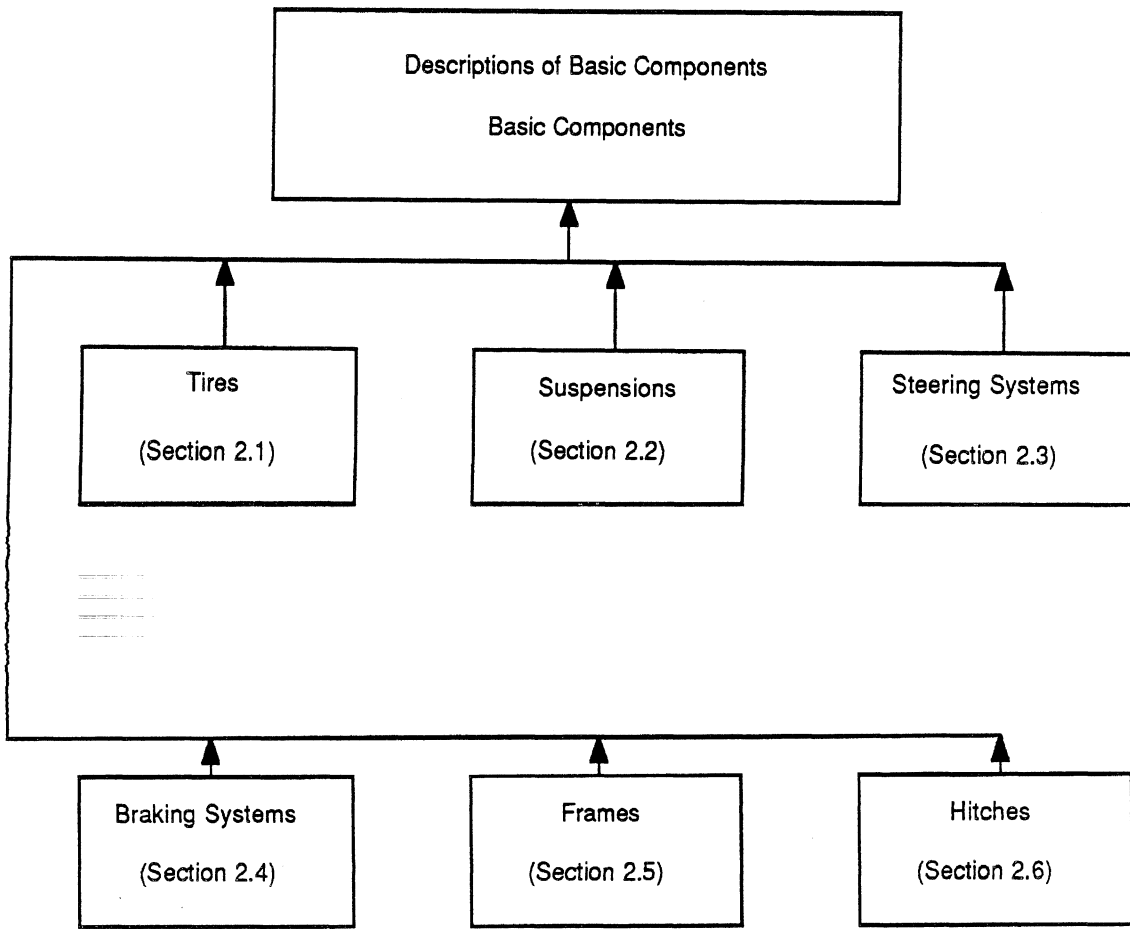 Descriptions of Basic Components
Basic Components
Tires
(Section 2.1)
Suspensions
(Section 2.2)
Steering Systems
(Section 2.3)
Braking Systems
(Section 2.4)
Frames
(Section 2.5)
Hitches
(Section 2.6)